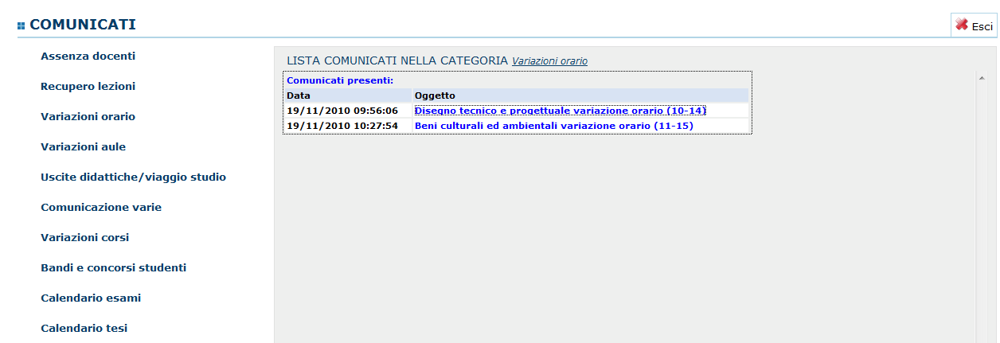 COMUNICATI
Esci
Assenza docenti
Recupero lezioni
Variazioni orario
Variazioni aule
Uscite didattiche/viaggio studio
Comunicazione varie
Variazioni corsi
Bandi e concorsi studenti
Calendario esami
Calendario tesi
LISTA COMUNICATI NELLA CATEGORIA Variazioni orario
Comunicati presenti:
Data Oggetto
19/11/2010 09:56:06 Disegno tecnico e progettuale variazione orario (10-14)
19/11/2010 10:27:54 Beni culturali ed ambientali variazione orario (11-15)